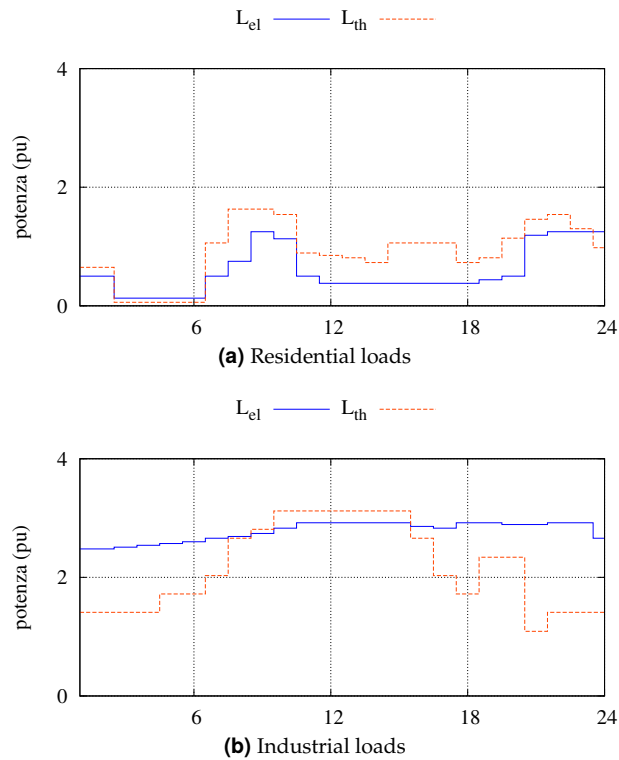 L_el L_th
4
2
0
potenza (pu)
6 12 18 24
(a) Residential loads
L_el L_th
4
2
0
potenza (pu)
6 12 18 24
(b) Industrial loads